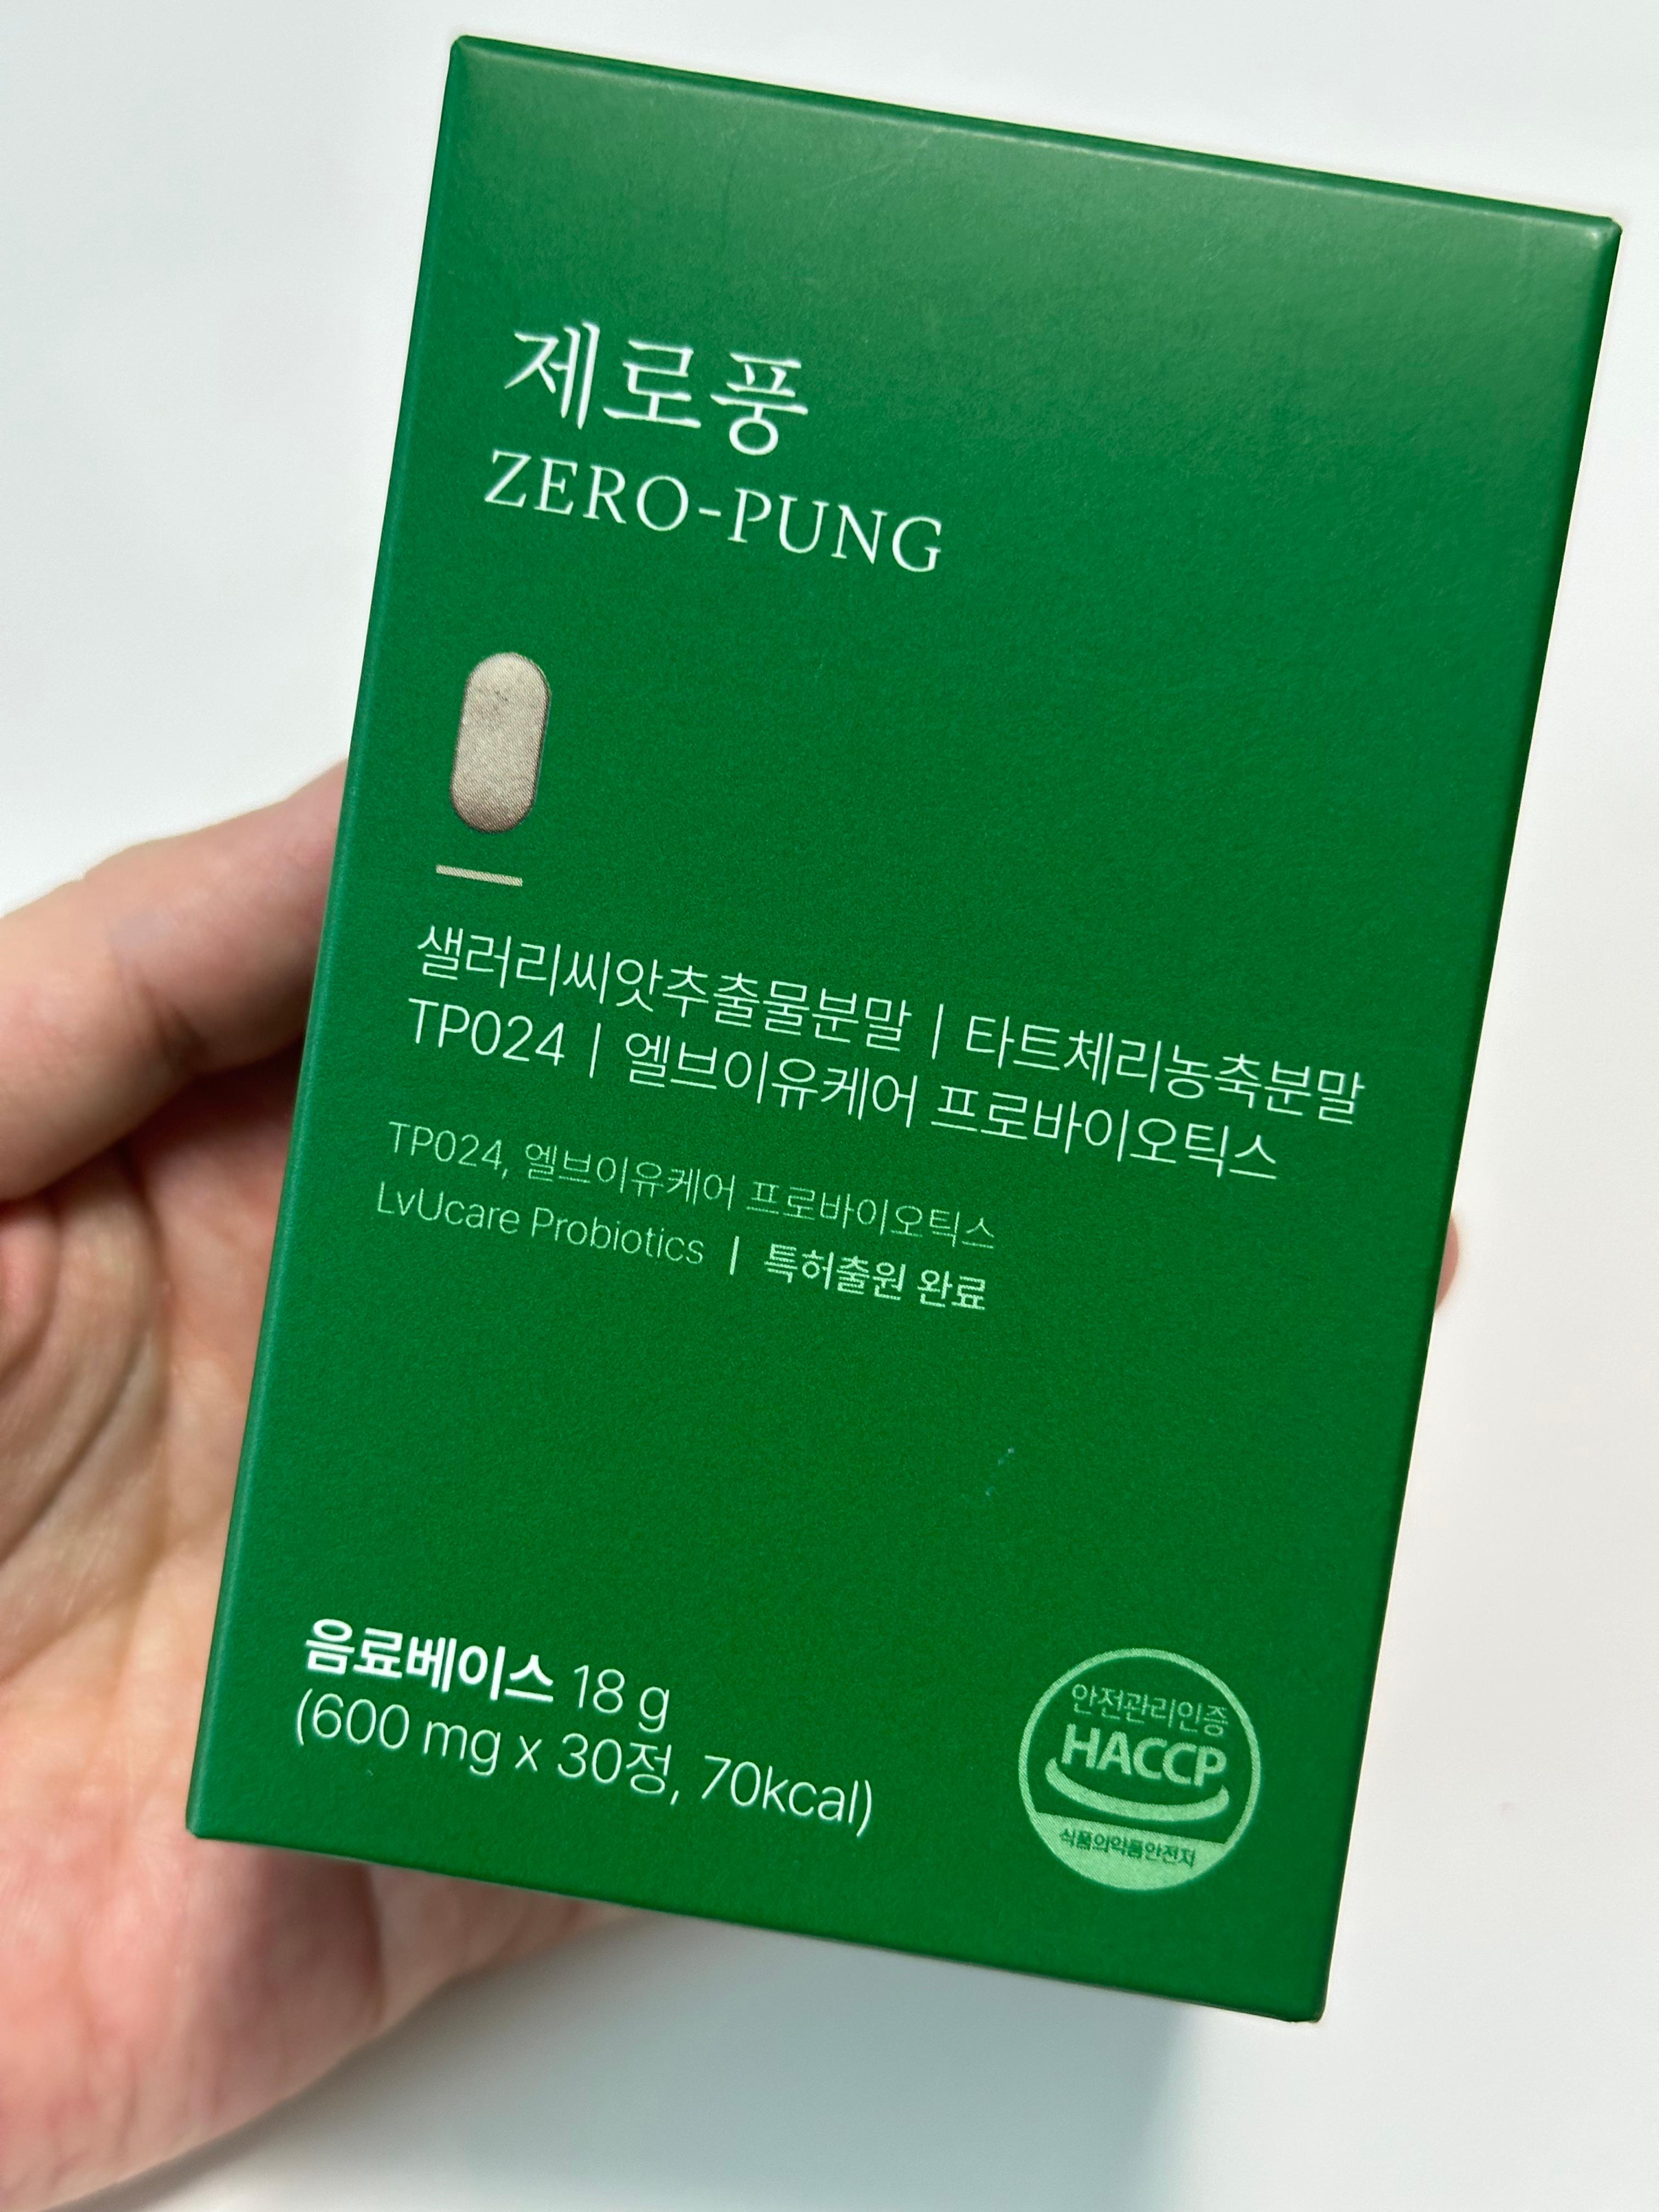 제로풍
ZERO-PUNG
샐러리씨앗추출물분말 | 타트체리농축분말
TP024 | 엘브이유케어 프로바이오틱스
TP024, 엘브이유케어 프로바이오틱스
LvUcare Probiotics | 특허출원 완료
음료베이스 18 g
(600 mg x 30정, 70kcal)
안전관리인증
HACCP
식품의약품안전처